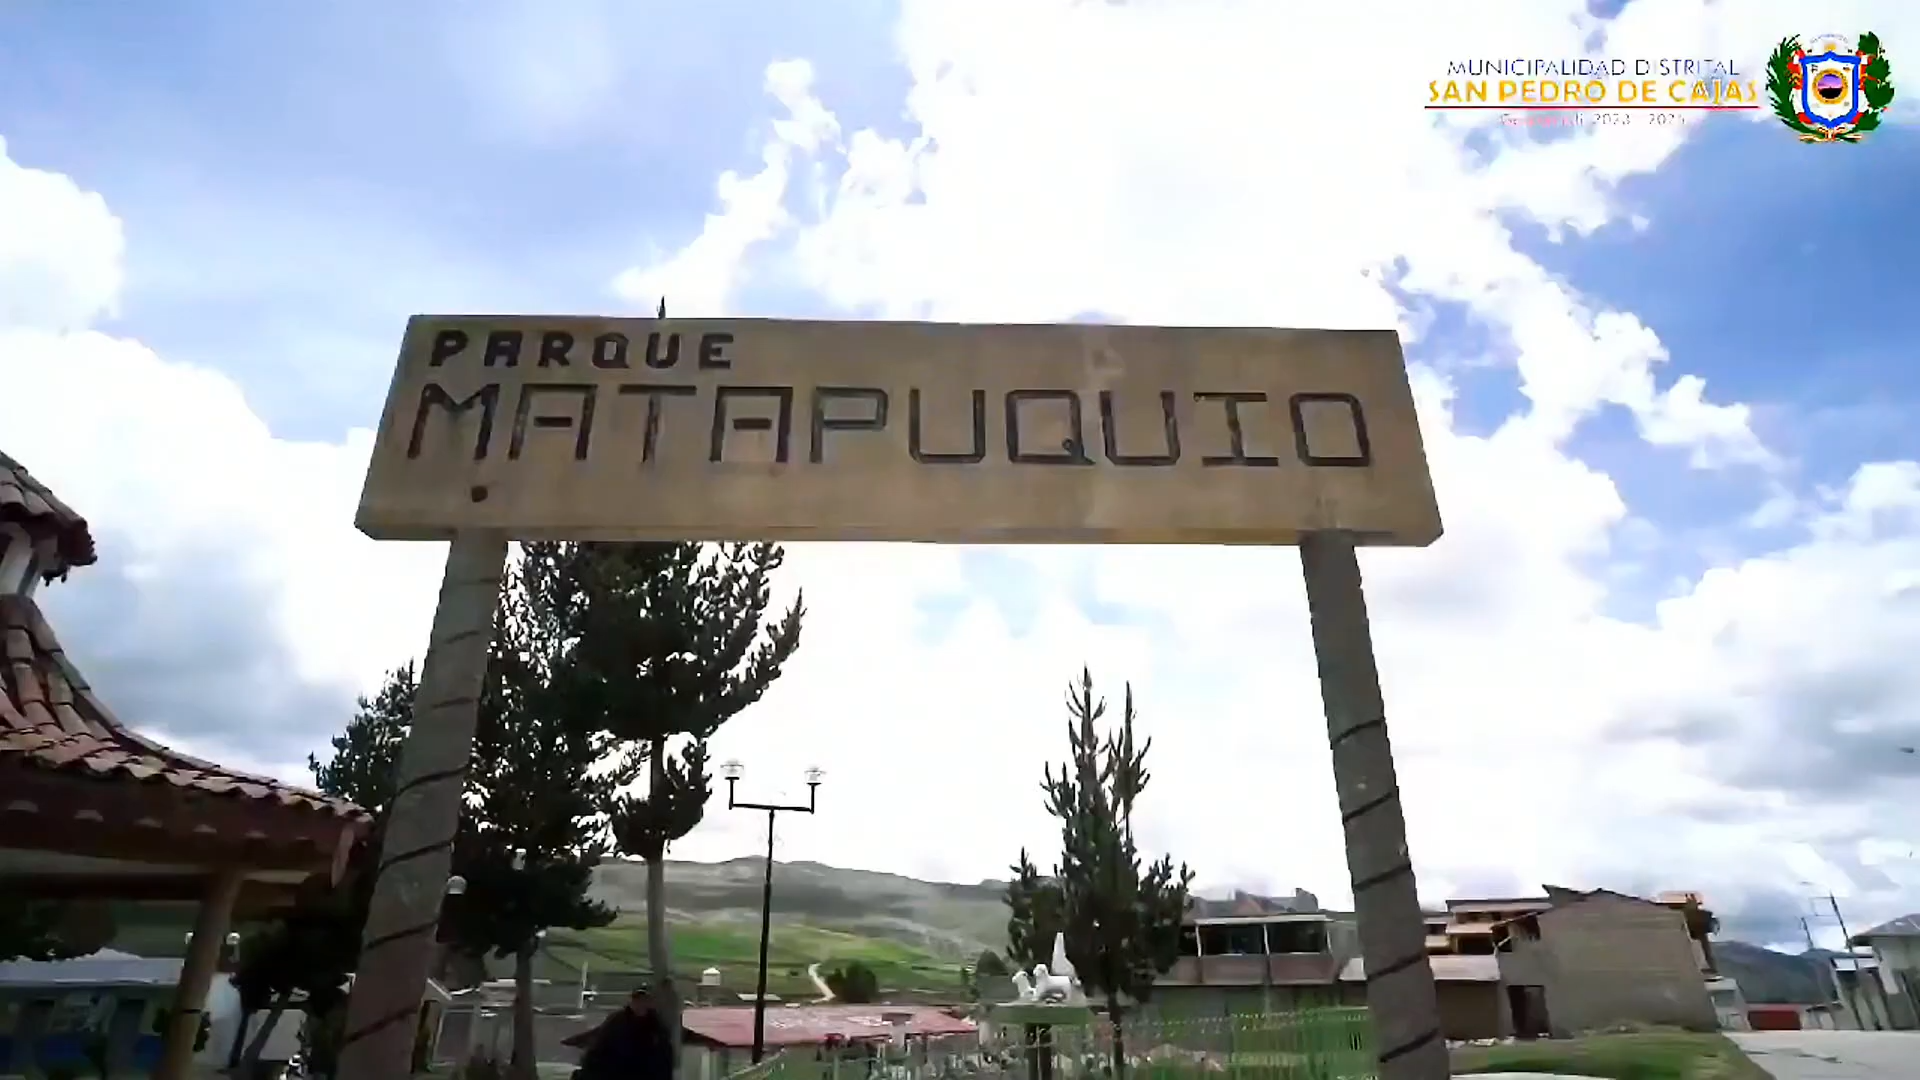 MUNICIPALIDAD DISTRITAL
SAN PEDRO DE CAJAS
PARQUE
MATAPUQUIO